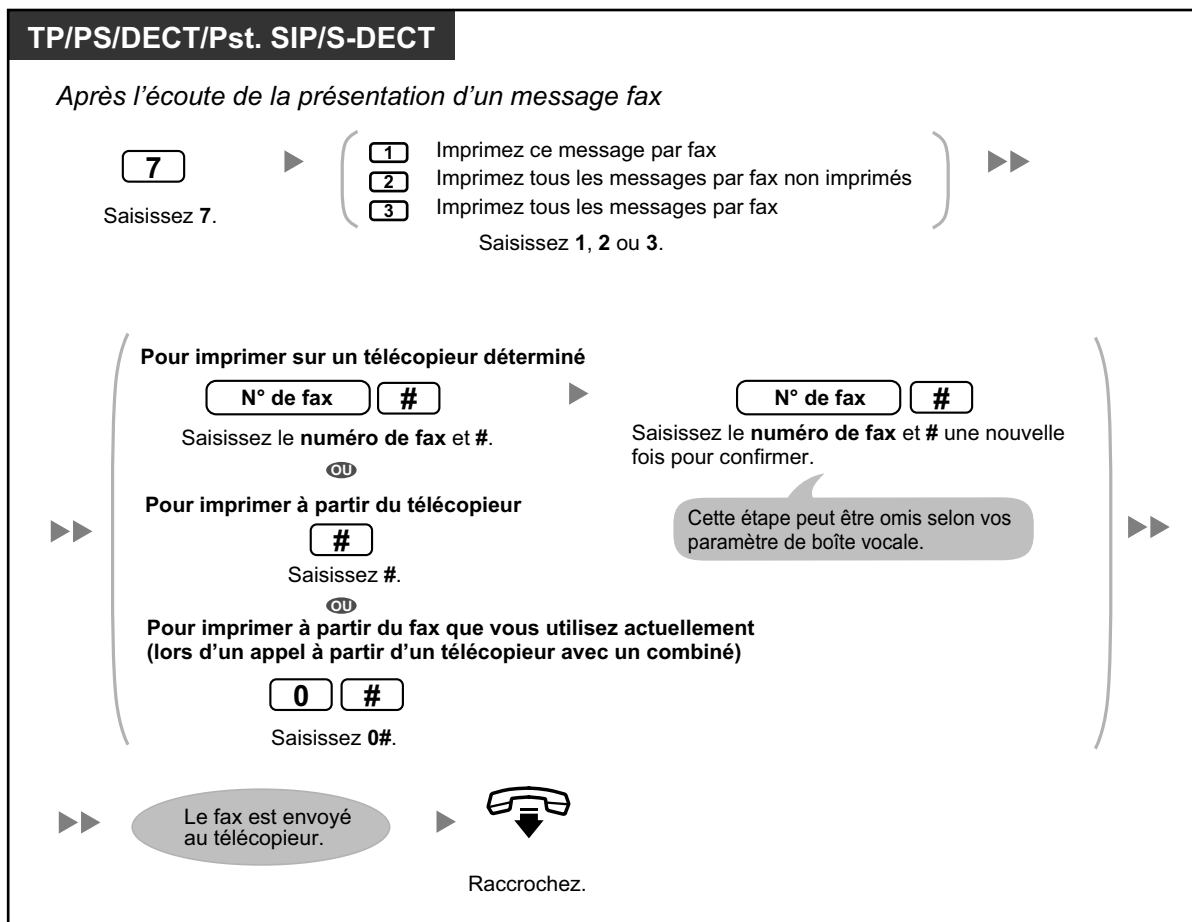 TP/PS/DECT/Pst. SIP/S-DECT
Après l’écoute de la présentation d’un message fax
7
Saisissez 7.
1 Imprimez ce message par fax
2 Imprimez tous les messages par fax non imprimés
3 Imprimez tous les messages par fax
Saisissez 1, 2 ou 3.
Pour imprimer sur un télécopieur déterminé
N° de fax #
Saisissez le numéro de fax et #.
N° de fax #
Saisissez le numéro de fax et # une nouvelle
fois pour confirmer.
Cette étape peut être omis selon vos
paramètre de boîte vocale.
OU
Pour imprimer à partir du télécopieur
#
Saisissez #.
OU
Pour imprimer à partir du fax que vous utilisez actuellement
(lors d’un appel à partir d’un télécopieur avec un combiné)
0 #
Saisissez 0#.
Le fax est envoyé
au télécopieur.
Raccrochez.